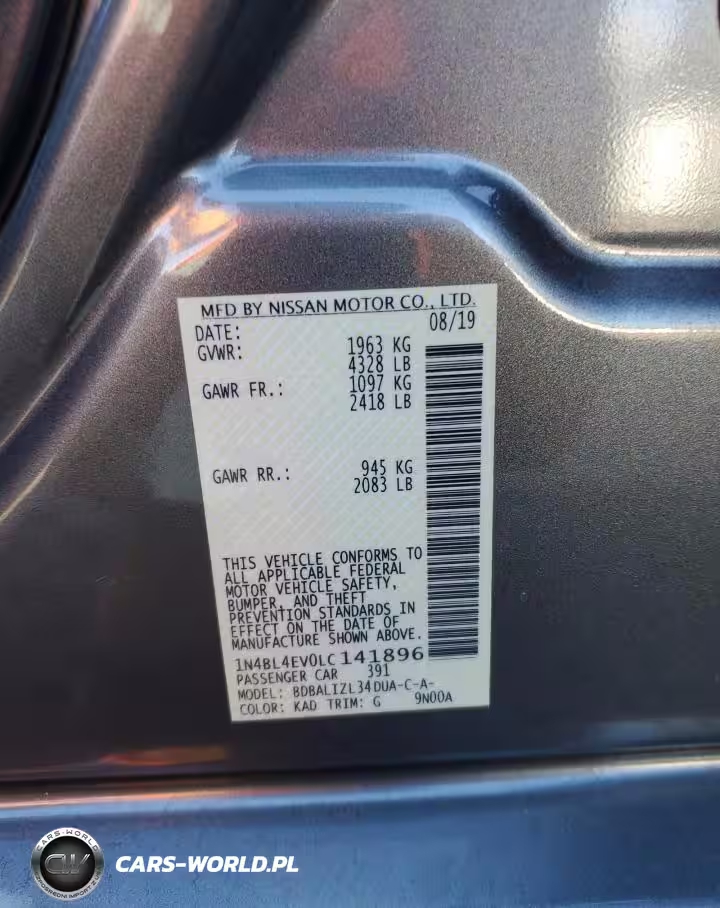 MFD BY NISSAN MOTOR CO., LTD.
DATE: 08/19
GVWR: 1963 KG
4328 LB
GAWR FR.: 1097 KG
2418 LB
GAWR RR.: 945 KG
2083 LB
THIS VEHICLE CONFORMS TO
ALL APPLICABLE FEDERAL
MOTOR VEHICLE SAFETY,
BUMPER, AND THEFT
PREVENTION STANDARDS IN
EFFECT ON THE DATE OF
MANUFACTURE SHOWN ABOVE.
1N4BL4EV0LC141896
PASSENGER CAR 391
MODEL: BDBALIZL34DUA-C-A-
COLOR: KAD TRIM: G 9N00A
CARS-WORLD
CARS-WORLD.PL